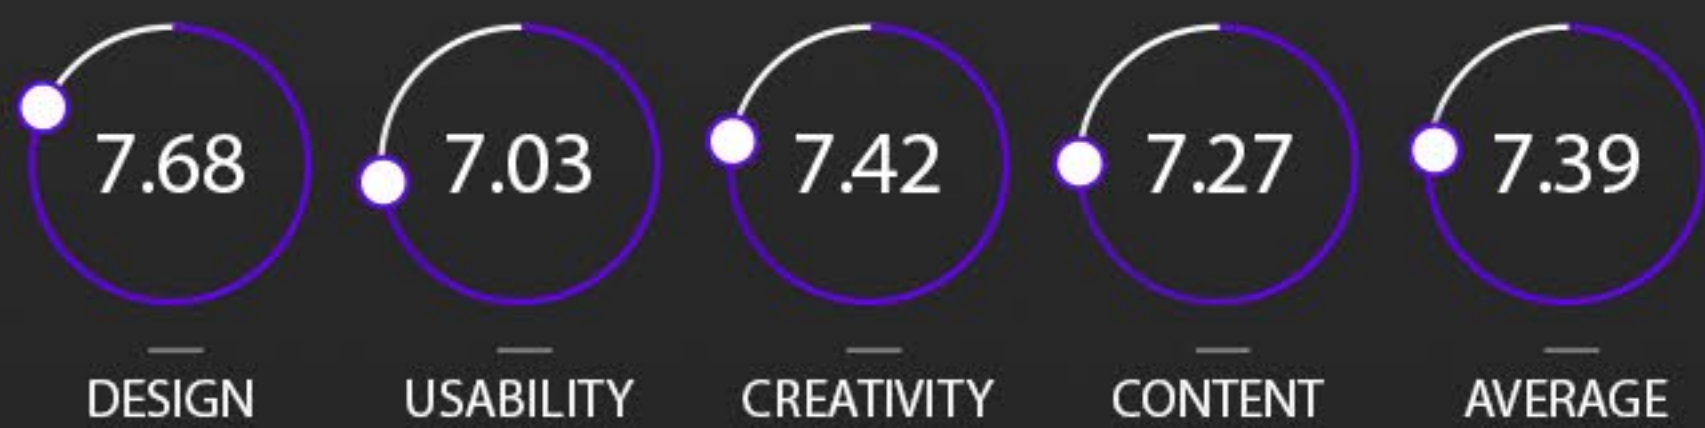 7.68 7.03 7.42 7.27 7.39
DESIGN USABILITY CREATIVITY CONTENT AVERAGE